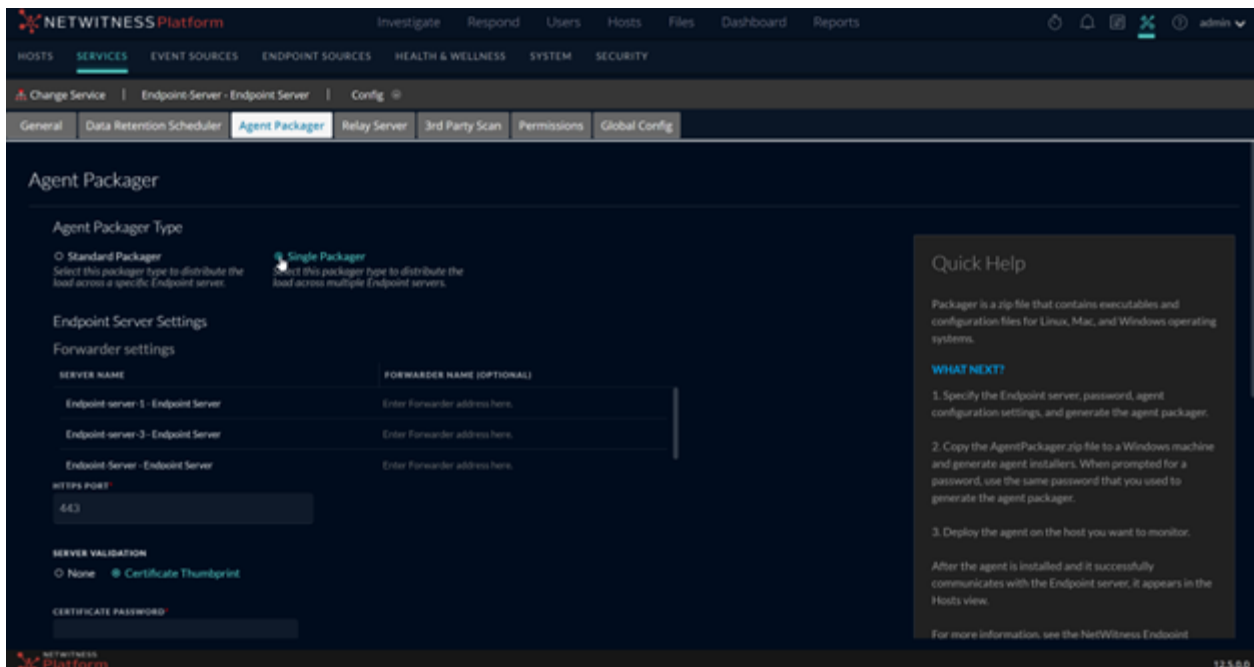 NETWITNESS Platform Investigate Respond Users Hosts Files Dashboard Reports admin
HOSTS SERVICES EVENT SOURCES ENDPOINT SOURCES HEALTH & WELLNESS SYSTEM SECURITY
Change Service | Endpoint-Server - Endpoint Server | Config
General Data Retention Scheduler Agent Packager Relay Server 3rd Party Scan Permissions Global Config
Agent Packager
Agent Packager Type
Standard Packager
Select this packager type to distribute the
load across a specific Endpoint server.
Single Packager
Select this packager type to distribute the
load across multiple Endpoint servers.
Endpoint Server Settings
Forwarder settings
SERVER NAME FORWARDER NAME (OPTIONAL)
Endpoint-server-1 - Endpoint Server Enter Forwarder address here.
Endpoint-server-3 - Endpoint Server Enter Forwarder address here.
Endpoint-Server - Endpoint Server Enter Forwarder address here.
HTTPS PORT*
443
SERVER VALIDATION
None Certificate Thumbprint
CERTIFICATE PASSWORD*
Quick Help
Packager is a zip file that contains executables and
configuration files for Linux, Mac, and Windows operating
systems.
WHAT NEXT?
1. Specify the Endpoint server, password, agent
configuration settings, and generate the agent packager.
2. Copy the AgentPackager.zip file to a Windows machine
and generate agent installers. When prompted for a
password, use the same password that you used to
generate the agent packager.
3. Deploy the agent on the host you want to monitor.
After the agent is installed and it successfully
communicates with the Endpoint server, it appears in the
Hosts view.
For more information, see the NetWitness Endpoint
NETWITNESS
Platform
12.5.0.0